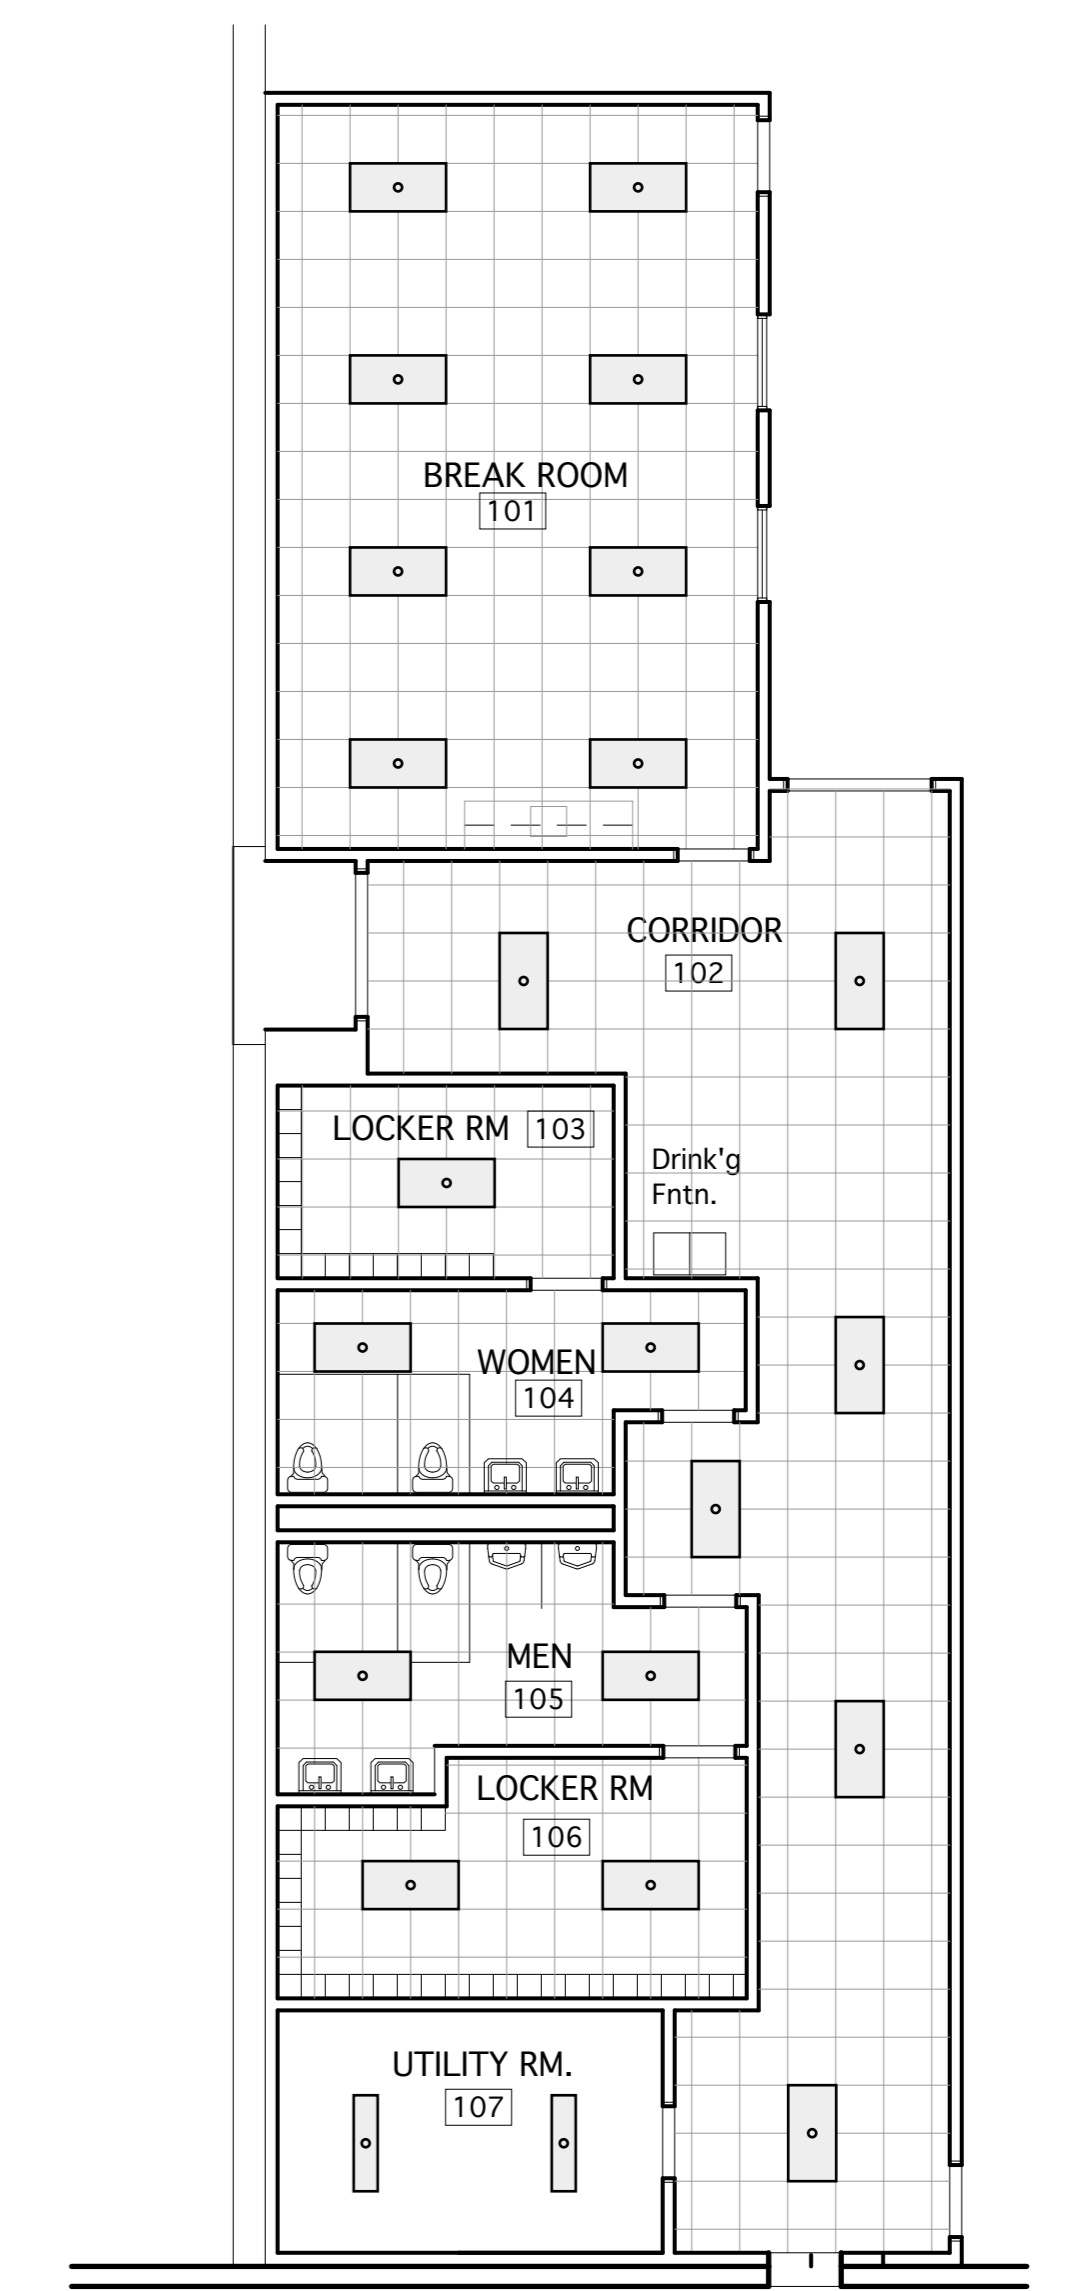 BREAK ROOM
101
CORRIDOR
102
LOCKER RM 103
Drink'g
Fntn.
WOMEN
104
MEN
105
LOCKER RM
106
UTILITY RM.
107